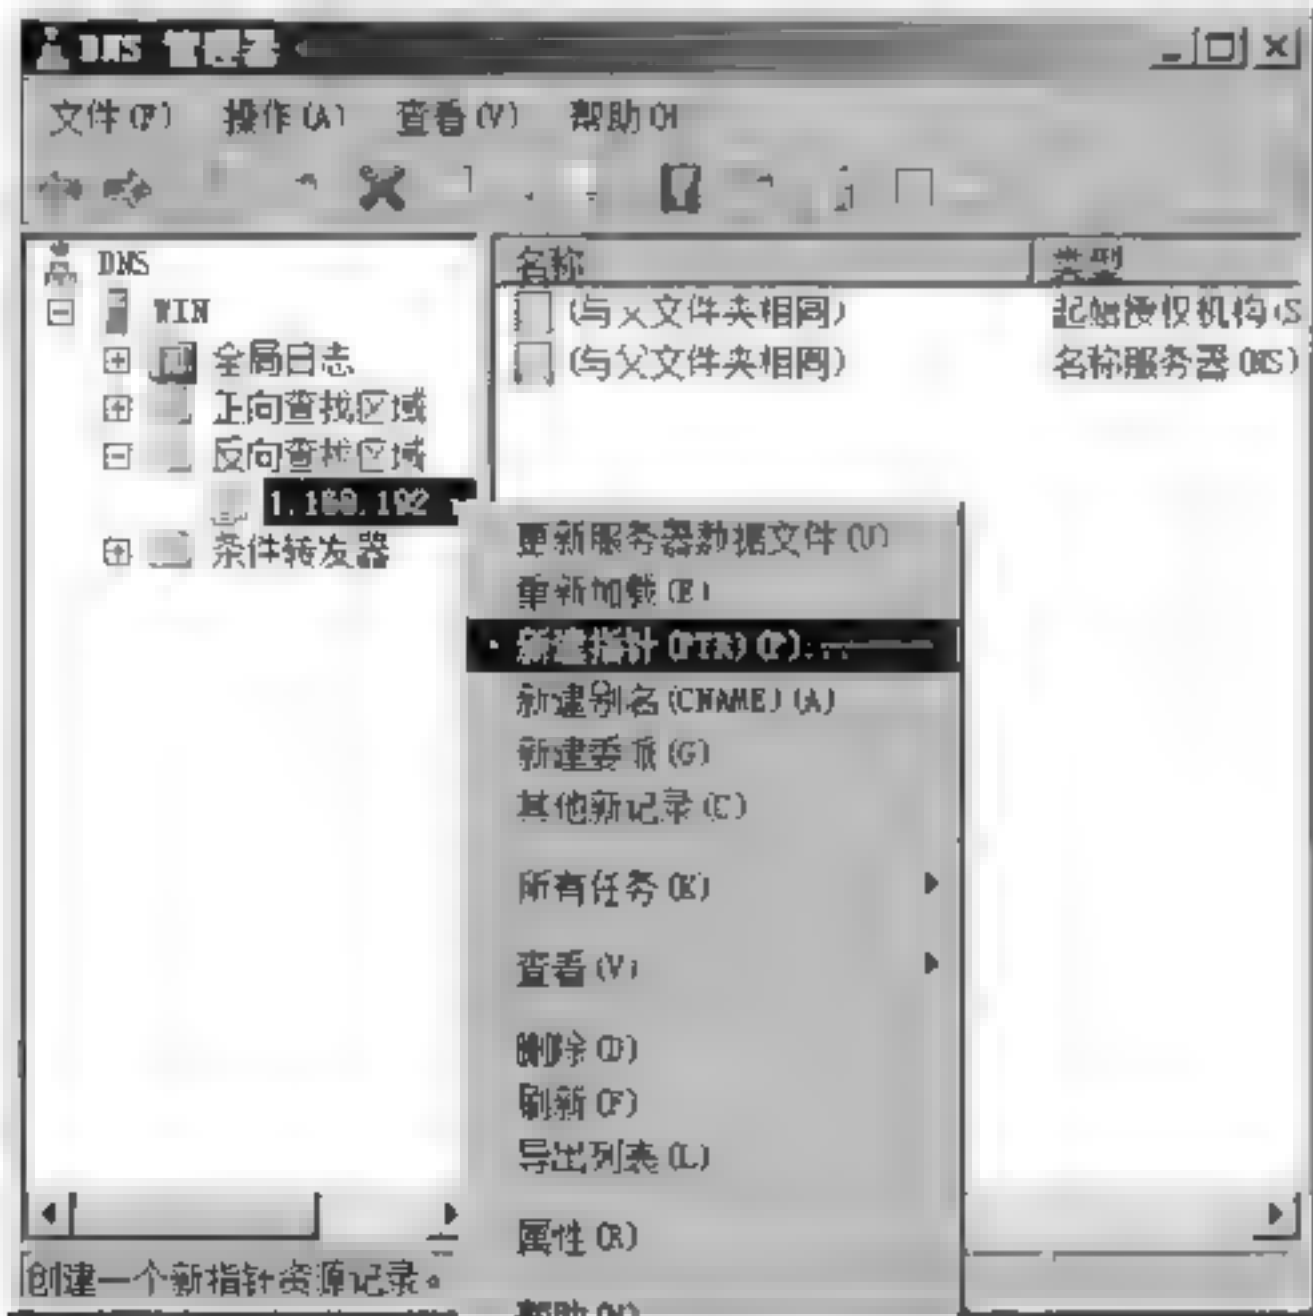 DNS 管理器
文件(F) 操作(A) 查看(V) 帮助(H
DNS
WIN
全局日志
正向查找区域
反向查找区域
1.168.192
条件转发器
名称 类型
(与父文件夹相同) 起始授权机构(S
(与父文件夹相同) 名称服务器(NS)
更新服务器数据文件(U)
重新加载(E)
新建指针(PTR)(P)...
新建别名(CNAME)(A)
新建委派(G)
其他新记录(C)
所有任务(K)
查看(V)
删除(D)
刷新(F)
导出列表(L)
属性(R)
帮助(H)
创建一个新指针资源记录。